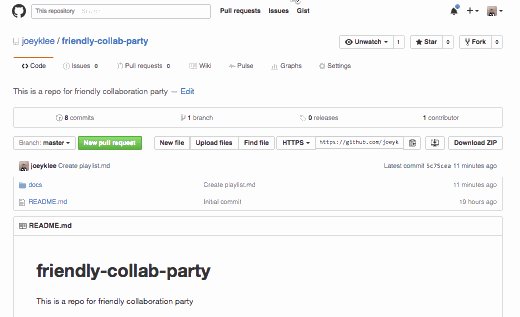 This repository
Pull requests Issues Gist
joeyklee / friendly-collab-party
Unwatch 1 Star 0 Fork 0
Code Issues 0 Pull requests 0 Wiki Pulse Graphs Settings
This is a repo for friendly collaboration party — Edit
8 commits 1 branch 0 releases 1 contributor
Branch: master New pull request New file Upload files Find file HTTPS https://github.com/joeyk Download ZIP
joeyklee Create playlist.md Latest commit 5c75cea 11 minutes ago
docs Create playlist.md 11 minutes ago
README.md Initial commit 19 hours ago
README.md
friendly-collab-party
This is a repo for friendly collaboration party